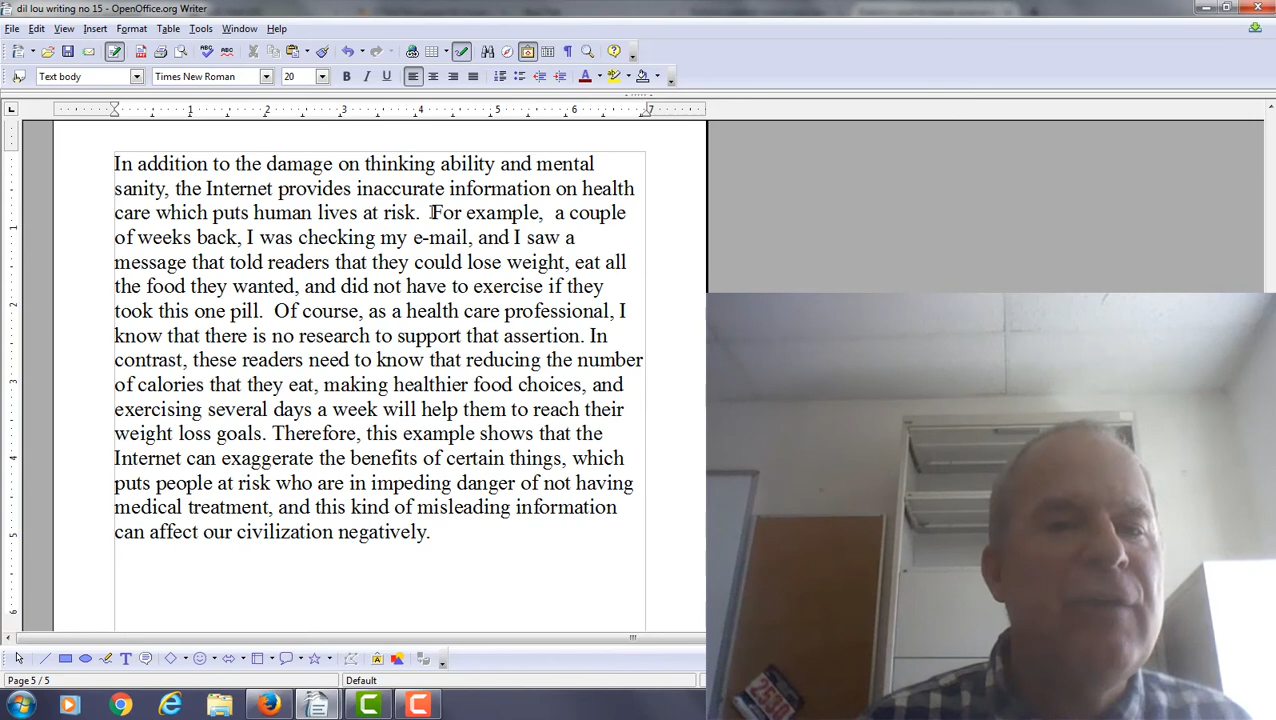 dil lou writing no 15 - OpenOffice.org Writer
File Edit View Insert Format Table Tools Window Help
Text body Times New Roman 20
1 2 3 4 5 6 7
In addition to the damage on thinking ability and mental
sanity, the Internet provides inaccurate information on health
care which puts human lives at risk. For example, a couple
of weeks back, I was checking my e-mail, and I saw a
message that told readers that they could lose weight, eat all
the food they wanted, and did not have to exercise if they
took this one pill. Of course, as a health care professional, I
know that there is no research to support that assertion. In
contrast, these readers need to know that reducing the number
of calories that they eat, making healthier food choices, and
exercising several days a week will help them to reach their
weight loss goals. Therefore, this example shows that the
Internet can exaggerate the benefits of certain things, which
puts people at risk who are in impeding danger of not having
medical treatment, and this kind of misleading information
can affect our civilization negatively.
2530
Page 5 / 5 Default